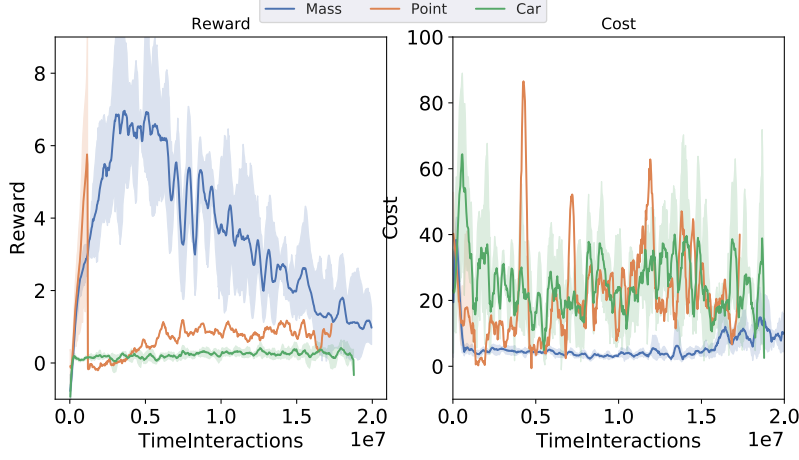 Mass Point Car
Reward
Cost
Reward
8
6
4
2
0
0.0 0.5 1.0 1.5 2.0
1e7
TimeInteractions
Cost
100
80
60
40
20
0
0.0 0.5 1.0 1.5 2.0
1e7
TimeInteractions